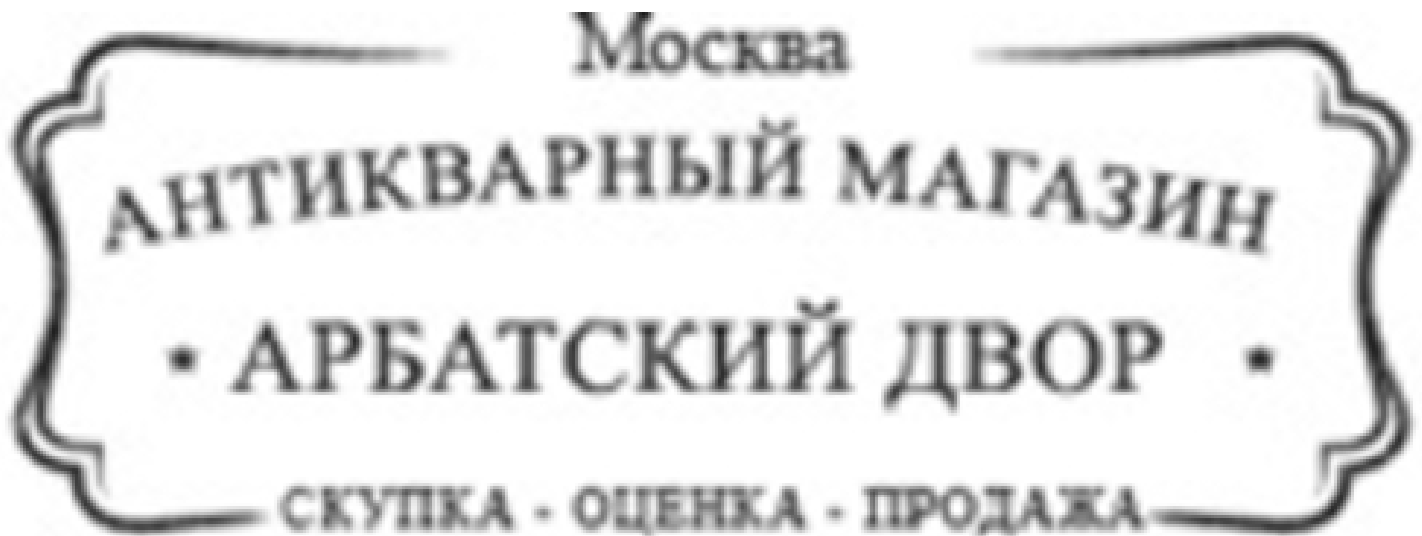 Москва
АНТИКВАРНЫЙ МАГАЗИН
АРБАТСКИЙ ДВОР
СКУПКА - ОЦЕНКА - ПРОДАЖА